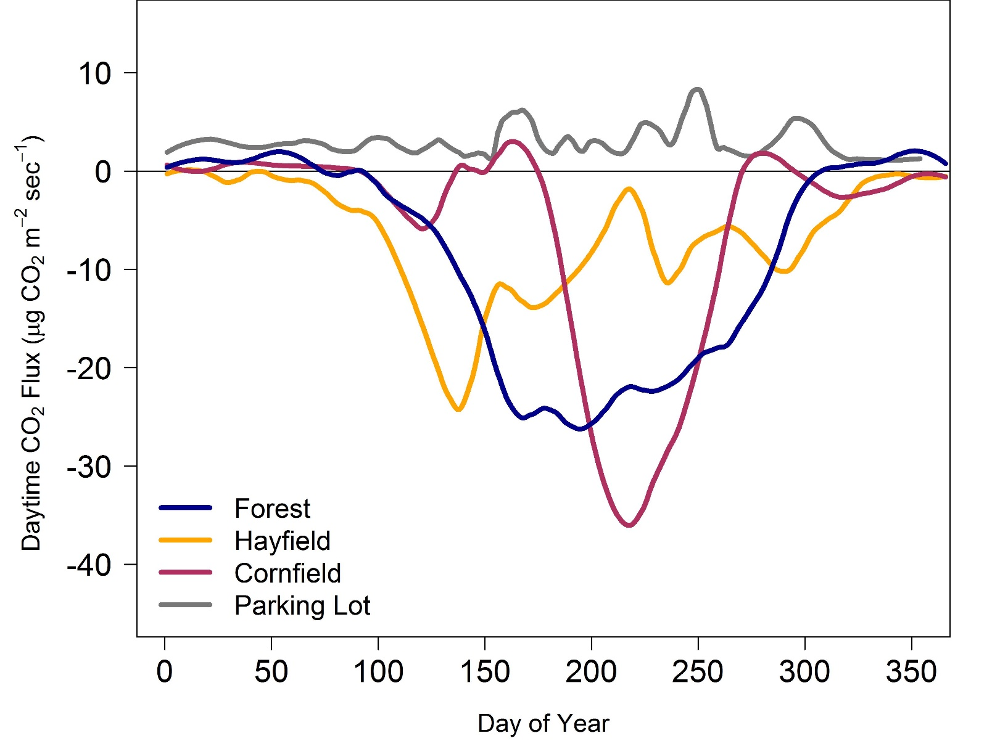 10
0
-10
-20
-30
-40
Daytime CO₂ Flux (µg CO₂ m⁻² sec⁻¹)
Forest
Hayfield
Cornfield
Parking Lot
0 50 100 150 200 250 300 350
Day of Year